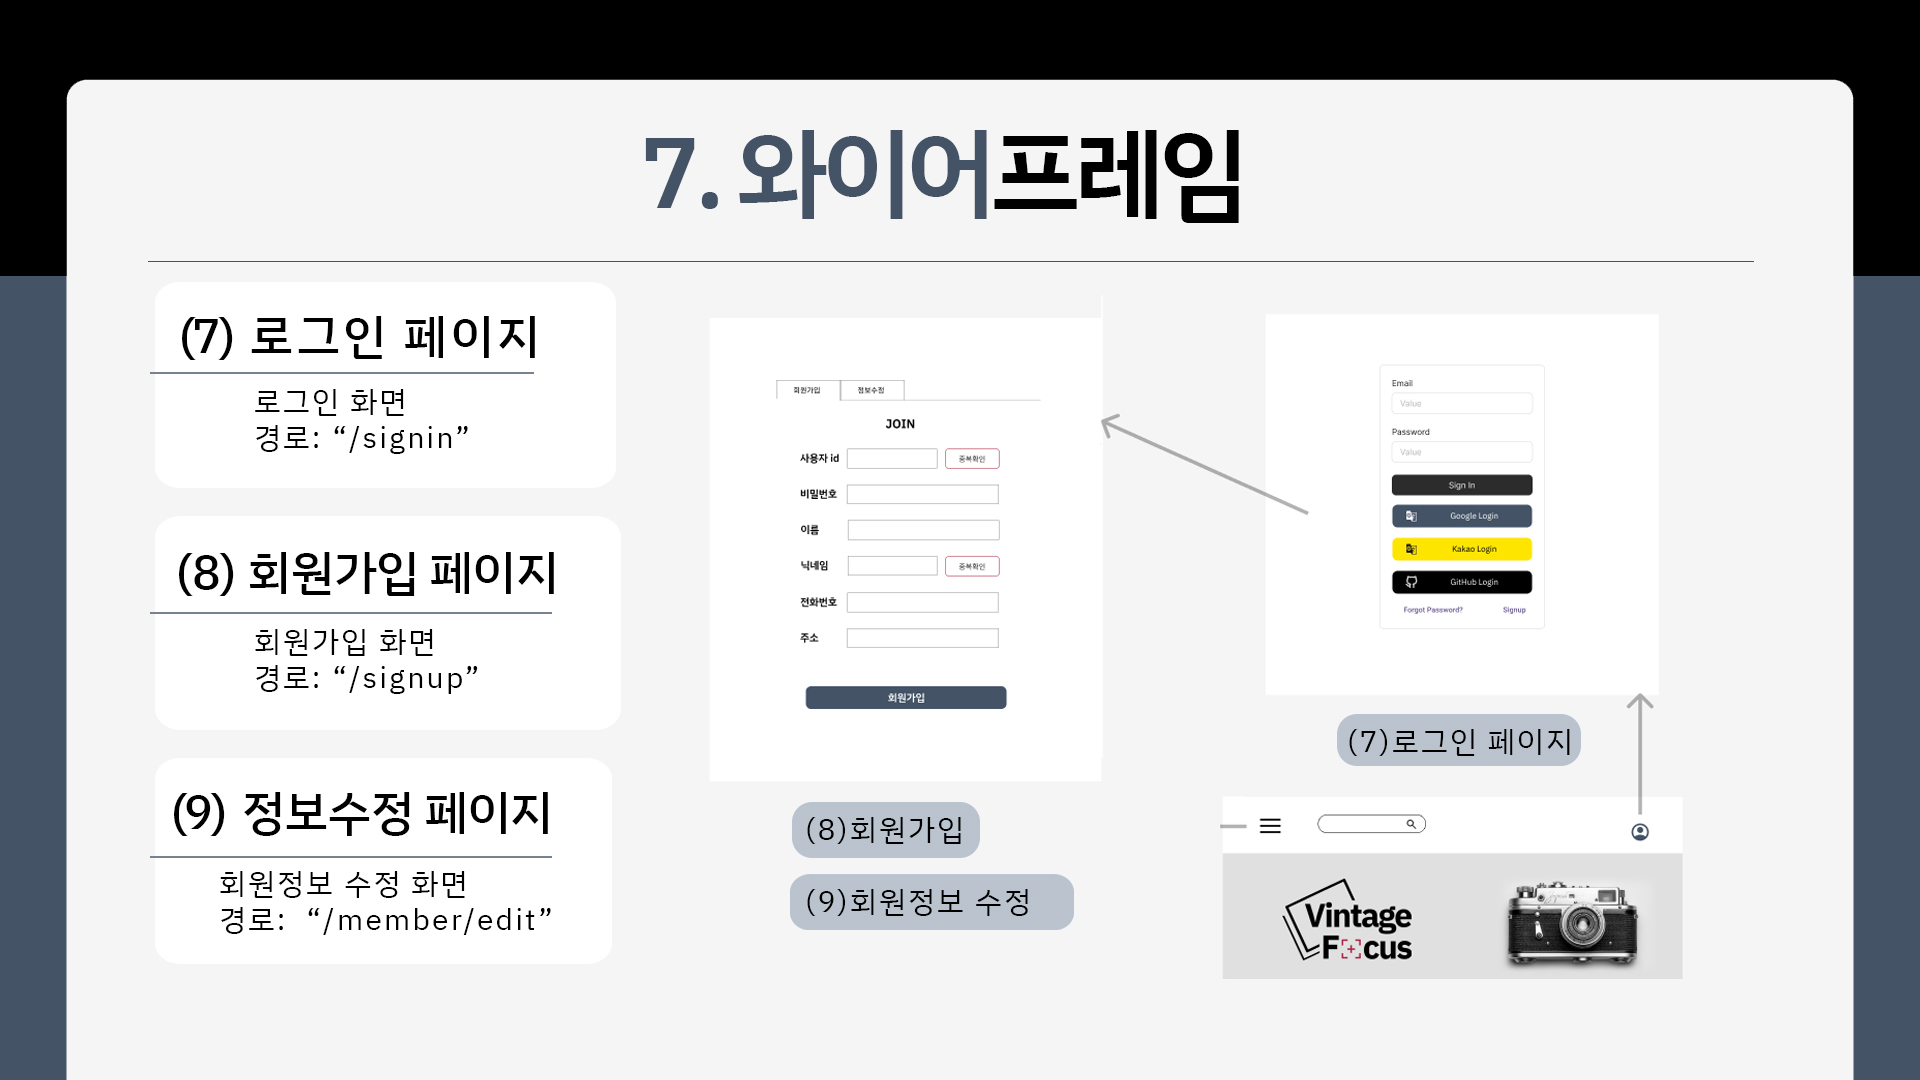 7. 와이어프레임
(7) 로그인 페이지
로그인 화면
경로: “/signin”
(8) 회원가입 페이지
회원가입 화면
경로: “/signup”
(9) 정보수정 페이지
회원정보 수정 화면
경로: “/member/edit”
회원가입 정보수정
JOIN
사용자 id 중복확인
비밀번호
이름
닉네임 중복확인
전화번호
주소
회원가입
(8)회원가입
(9)회원정보 수정
Email
Value
Password
Value
Sign In
Google Login
Kakao Login
GitHub Login
Forgot Password? Signup
(7)로그인 페이지
Vintage
Focus